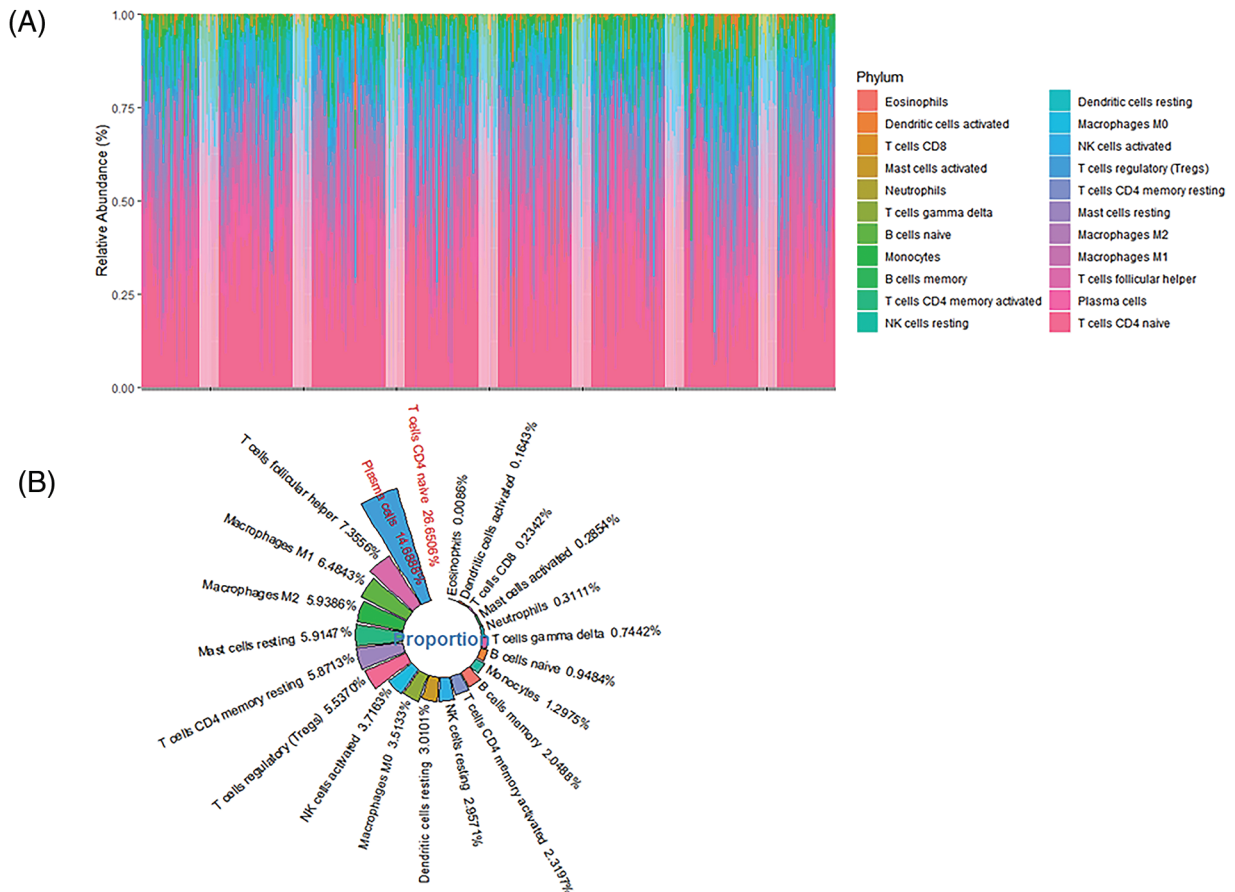 (A)
1.00
0.75
0.50
0.25
0.00
Relative Abundance (%)
Phylum
Eosinophils
Dendritic cells activated
T cells CD8
Mast cells activated
Neutrophils
T cells gamma delta
B cells naive
Monocytes
B cells memory
T cells CD4 memory activated
NK cells resting
Dendritic cells resting
Macrophages M0
NK cells activated
T cells regulatory (Tregs)
T cells CD4 memory resting
Mast cells resting
Macrophages M2
Macrophages M1
T cells follicular helper
Plasma cells
T cells CD4 naive
(B)
Eosinophits 0.0086%
Dendritic cells activated 0.1643%
T cells CD8 0.2342%
Mast cells activated 0.2854%
Neutrophils 0.3111%
T cells gamma delta 0.7442%
B cells naive 0.9484%
Monocytes 1.2975%
B cells memory 2.0488%
T cells CD4 memory activated 2.3197%
NK cells resting 2.9571%
Dendritic cells resting 3.0101%
Macrophages M0 3.5133%
NK cells activated 3.7163%
T cells regulatory (Tregs) 5.5370%
T cells CD4 memory resting 5.8713%
Mast cells resting 5.9147%
Macrophages M2 5.9386%
Macrophages M1 6.4843%
T cells follicular helper 7.3556%
Plasma cells 14.6888%
T cells CD4 naive 26.6506%
Proportion